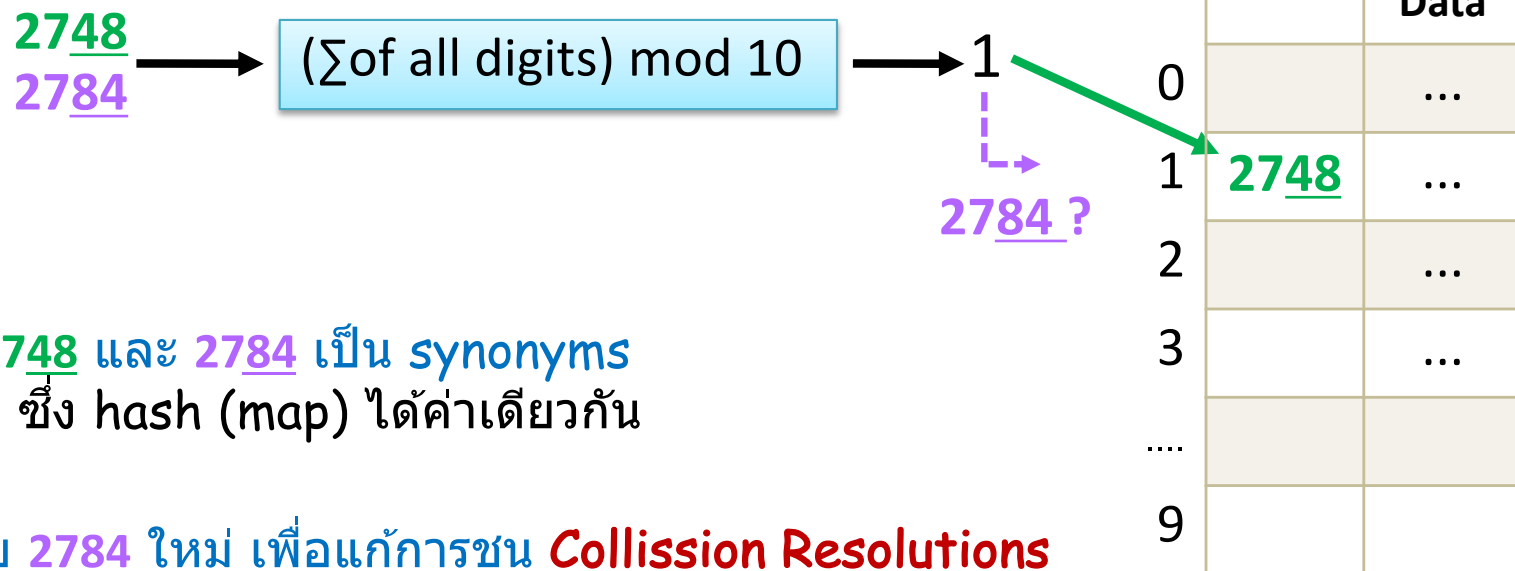 Data
2748
2784
(∑of all digits) mod 10
1
2784 ?
0 ...
1 2748 ...
2 ...
3 ...
....
9
748 และ 2784 เป็น synonyms
ซึ่ง hash (map) ได้ค่าเดียวกัน
2784 ใหม่ เพื่อแก้การชน Collission Resolutions